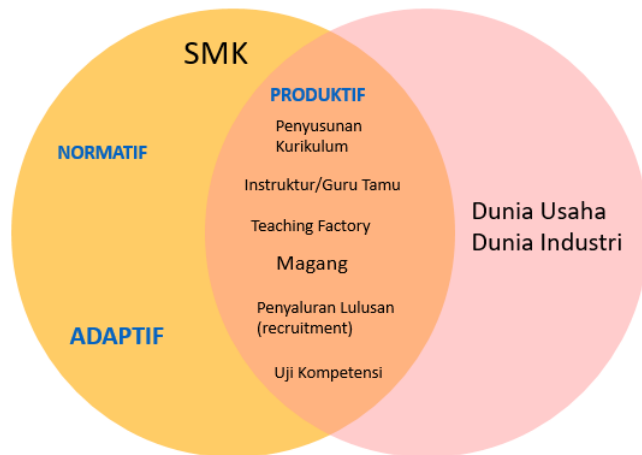 SMK
PRODUKTIF
Penyusunan
Kurikulum
NORMATIF
Instruktur/Guru Tamu
Teaching Factory
Magang
Dunia Usaha
Dunia Industri
Penyaluran Lulusan
(recruitment)
ADAPTIF
Uji Kompetensi